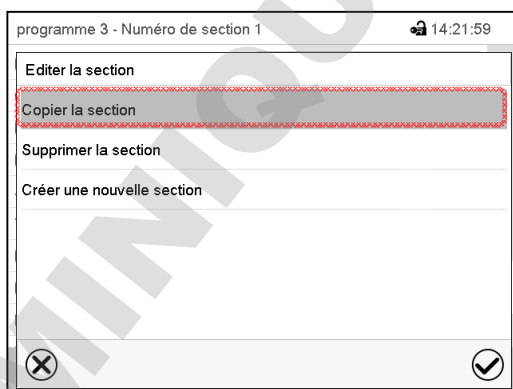 programme 3 - Numéro de section 1 14:21:59
Editer la section
Copier la section
Supprimer la section
Créer une nouvelle section